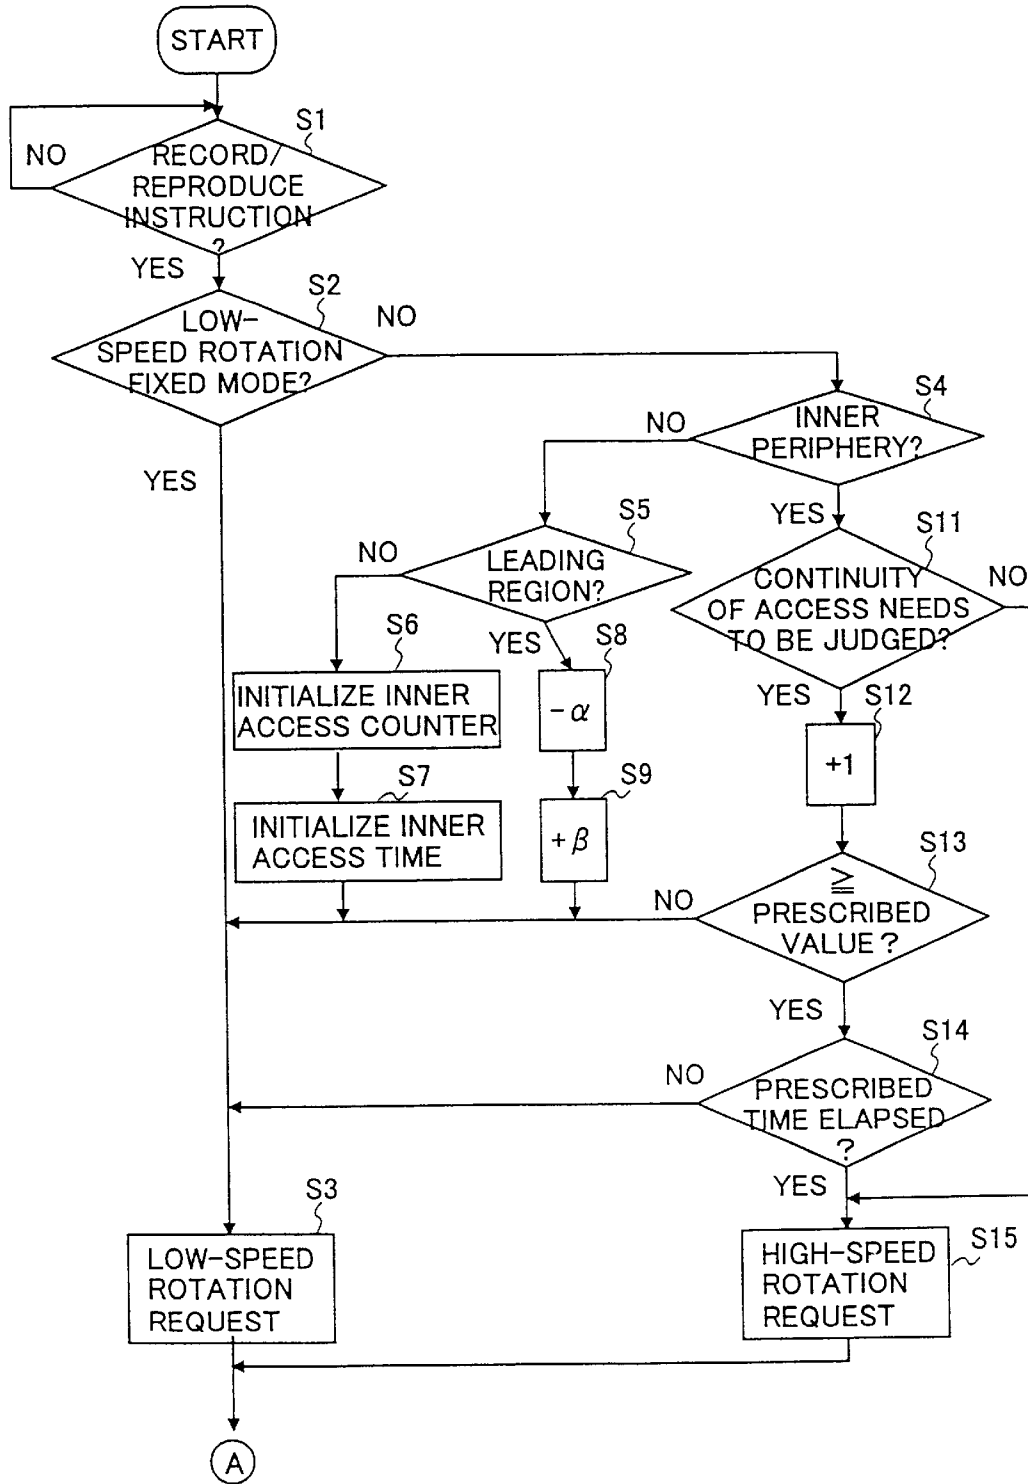 START
S1
NO
RECORD/
REPRODUCE
INSTRUCTION
?
YES
S2
LOW-
SPEED ROTATION
FIXED MODE?
NO
YES
S4
INNER
PERIPHERY?
NO
YES
S5
LEADING
REGION?
NO
YES
S11
CONTINUITY
OF ACCESS NEEDS
TO BE JUDGED?
NO
YES
S6
INITIALIZE INNER
ACCESS COUNTER
S8
-α
S12
+1
S7
INITIALIZE INNER
ACCESS TIME
S9
+β
S13
≧
PRESCRIBED
VALUE?
NO
YES
S14
PRESCRIBED
TIME ELAPSED
?
NO
YES
S3
LOW-SPEED
ROTATION
REQUEST
S15
HIGH-SPEED
ROTATION
REQUEST
A